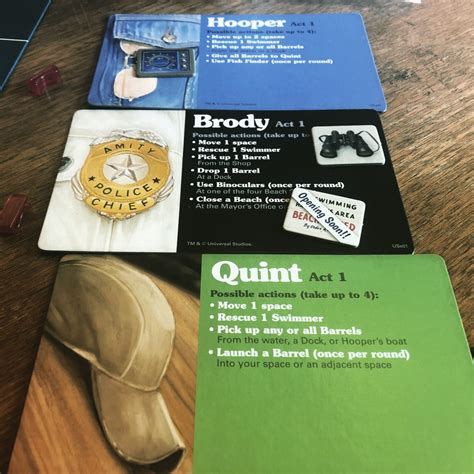 Hooper Act 1
Possible actions (take up to 4):
• Move up to 2 spaces
• Rescue 1 Swimmer
• Pick up any or all Barrels
• Give all Barrels to Quint
• Use Fish Finder (once per round)
TM & © Universal Studios
Brody Act 1
Possible actions (take up to
• Move 1 space
• Rescue 1 Swimmer
• Pick up 1 Barrel
From the Shop
• Drop 1 Barrel
At a Dock
• Use Binoculars (once per round)
At one of the four Beach
• Close a Beach (once per
At the Mayor's Office o
AMITY
POLICE
CHIEF
SWIMMING
AREA
BEACH
Opening Soon!!
TM & © Universal Studios
Quint Act 1
Possible actions (take up to 4):
• Move 1 space
• Rescue 1 Swimmer
• Pick up any or all Barrels
From the water, a Dock, or Hooper's boat
• Launch a Barrel (once per round)
Into your space or an adjacent space